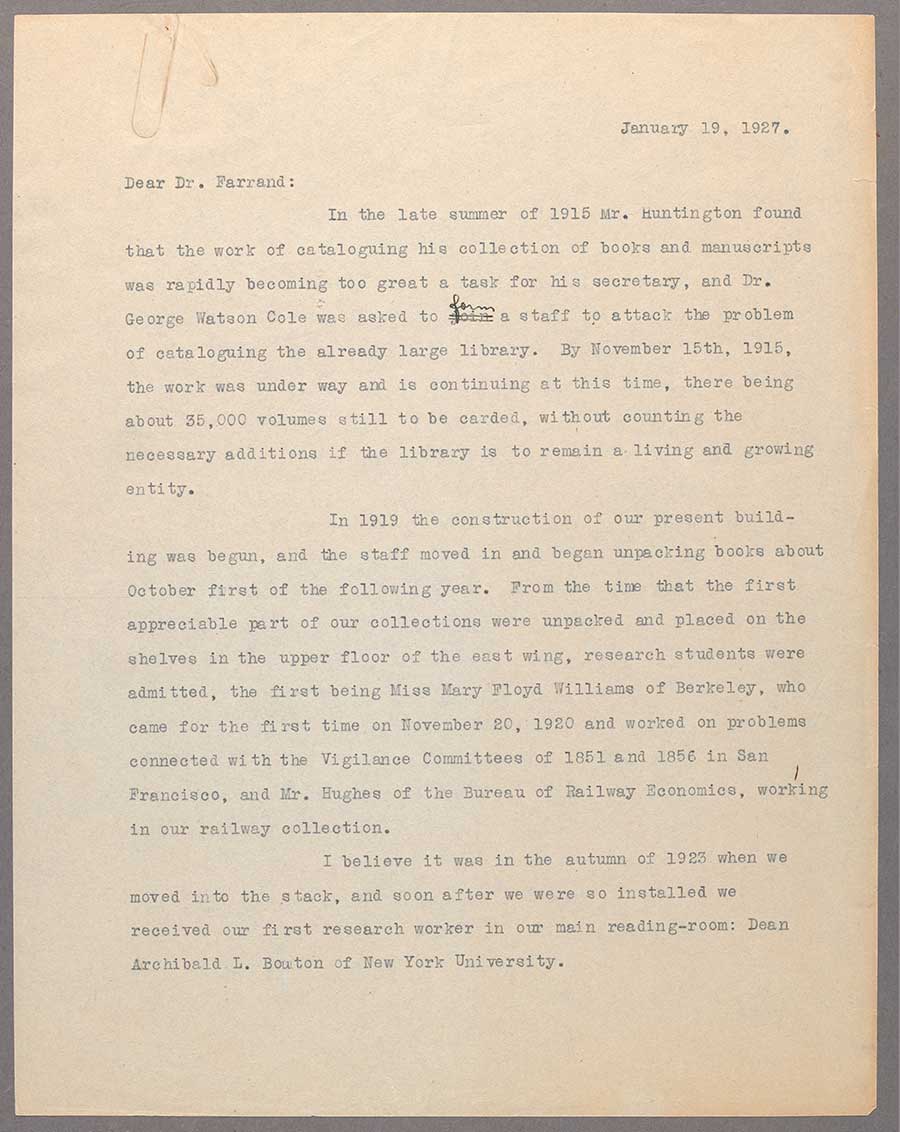 January 19, 1927.
Dear Dr. Farrand:
In the late summer of 1915 Mr. Huntington found
that the work of cataloguing his collection of books and manuscripts
was rapidly becoming too great a task for his secretary, and Dr.
form
George Watson Cole was asked to join a staff to attack the problem
of cataloguing the already large library. By November 15th, 1915,
the work was under way and is continuing at this time, there being
about 35,000 volumes still to be carded, without counting the
necessary additions if the library is to remain a living and growing
entity.
In 1919 the construction of our present build-
ing was begun, and the staff moved in and began unpacking books about
October first of the following year. From the time that the first
appreciable part of our collections were unpacked and placed on the
shelves in the upper floor of the east wing, research students were
admitted, the first being Miss Mary Floyd Williams of Berkeley, who
came for the first time on November 20, 1920 and worked on problems
connected with the Vigilance Committees of 1851 and 1856 in San
Francisco, and Mr. Hughes of the Bureau of Railway Economics, working
in our railway collection.
I believe it was in the autumn of 1923 when we
moved into the stack, and soon after we were so installed we
received our first research worker in our main reading-room: Dean
Archibald L. Bouton of New York University.